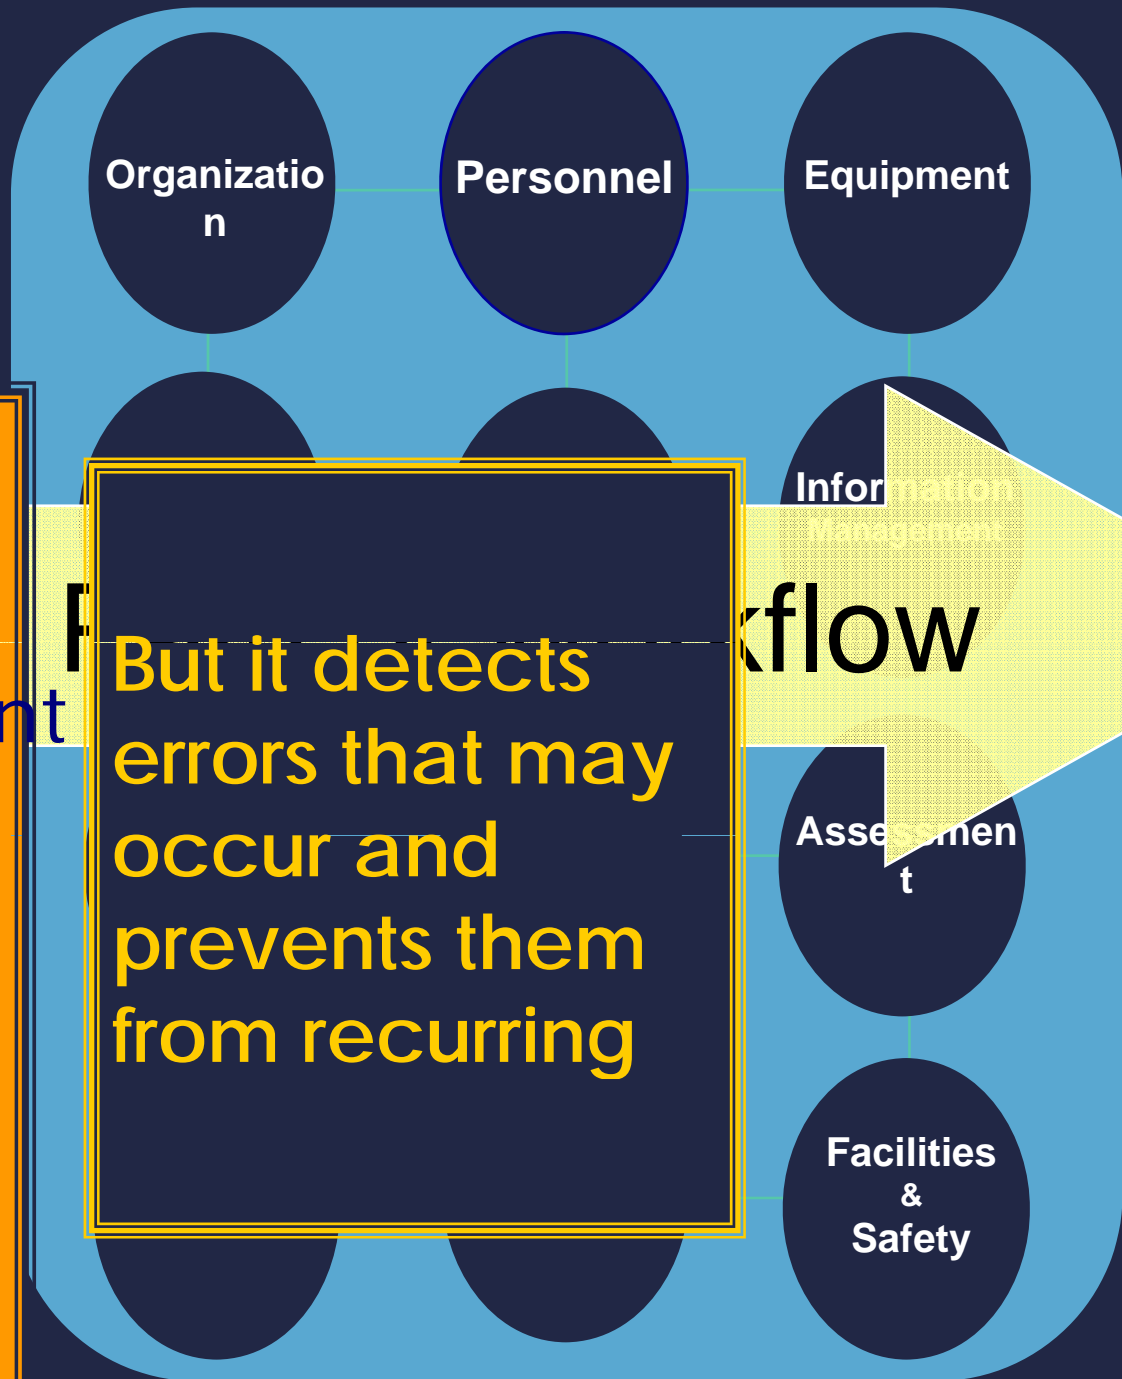 Organizatio
n
Personnel
Equipment
Information
Management
kflow
nt
But it detects
errors that may
occur and
prevents them
from recurring
Assessmen
t
Facilities
&
Safety